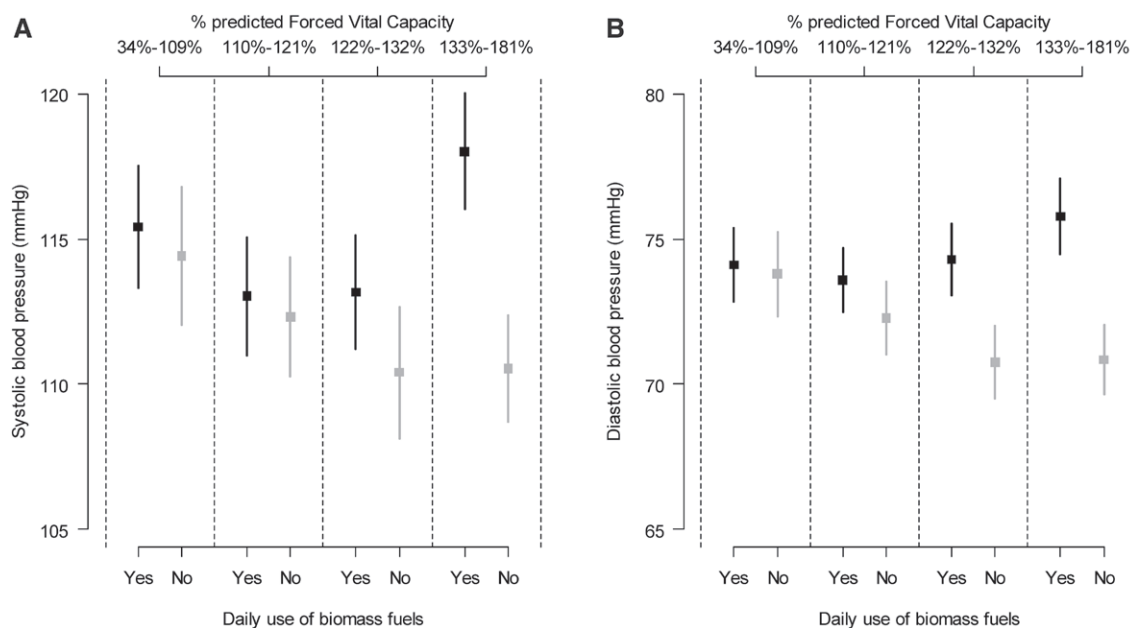 A
% predicted Forced Vital Capacity
34%-109% 110%-121% 122%-132% 133%-181%
120
115
110
105
Systolic blood pressure (mmHg)
Yes No Yes No Yes No Yes No
Daily use of biomass fuels
B
% predicted Forced Vital Capacity
34%-109% 110%-121% 122%-132% 133%-181%
80
75
70
65
Diastolic blood pressure (mmHg)
Yes No Yes No Yes No Yes No
Daily use of biomass fuels